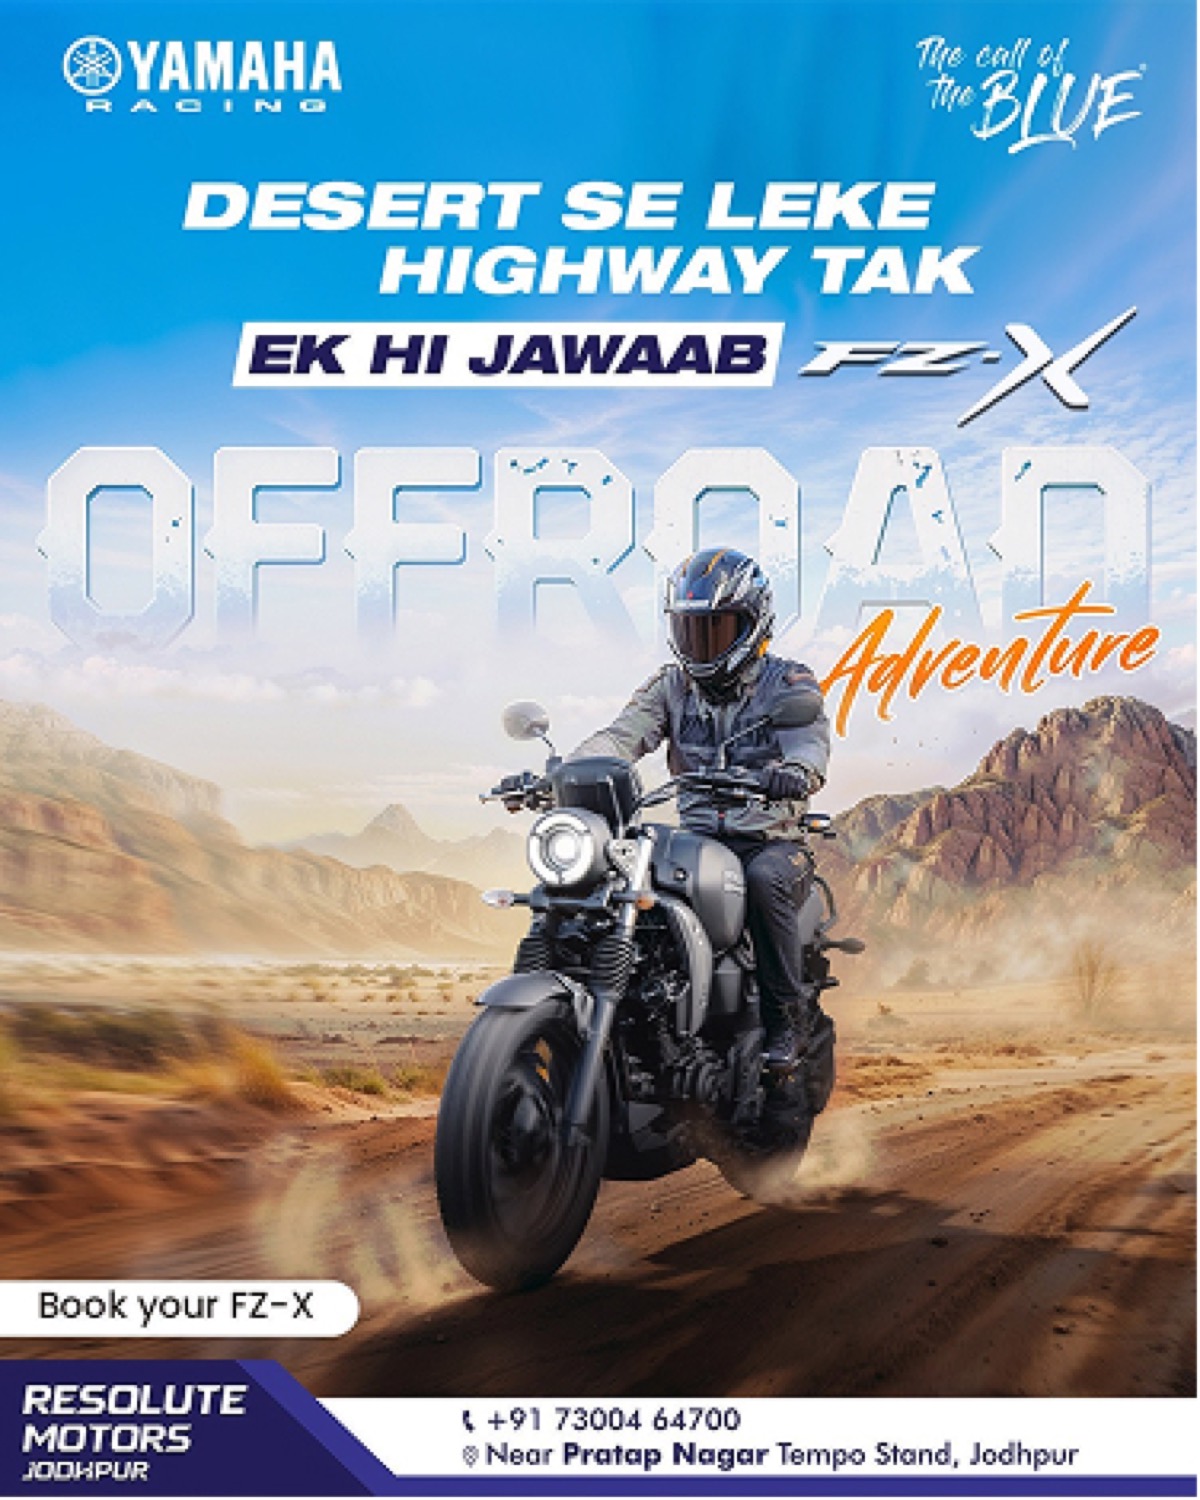 YAMAHA
RACING
The call of
The BLUE
DESERT SE LEKE
HIGHWAY TAK
EK HI JAWAAB FZ-X
OFFROAD
Adventure
Book your FZ-X
RESOLUTE
MOTORS
JODHPUR
+91 73004 64700
Near Pratap Nagar Tempo Stand, Jodhpur